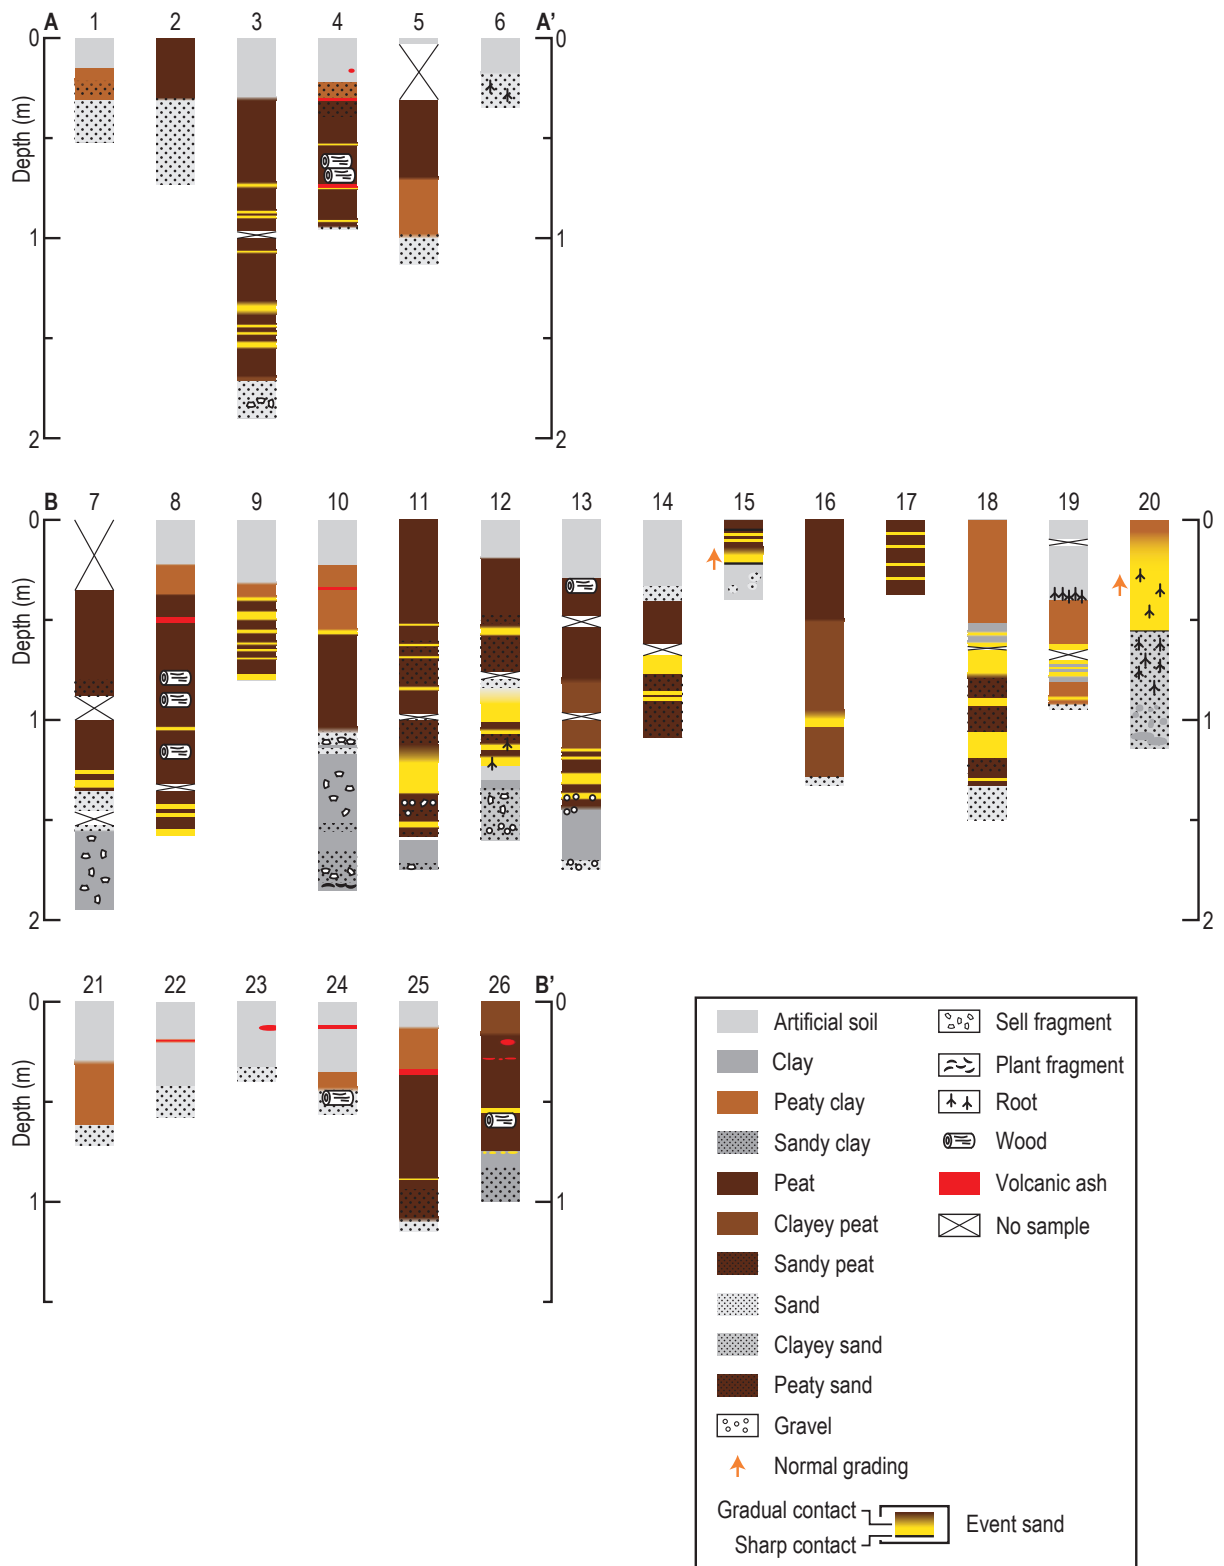 A 1 2 3 4 5 6 A'
0 0
Depth (m)
1 1
2 2
B 7 8 9 10 11 12 13 14 15 16 17 18 19 20
0 0
Depth (m)
1 1
2 2
21 22 23 24 25 26 B'
0 0
Depth (m)
1 1
Artificial soil
Clay
Peaty clay
Sandy clay
Peat
Clayey peat
Sandy peat
Sand
Clayey sand
Peaty sand
Gravel
Normal grading
Gradual contact
Sharp contact
Event sand
Sell fragment
Plant fragment
Root
Wood
Volcanic ash
No sample